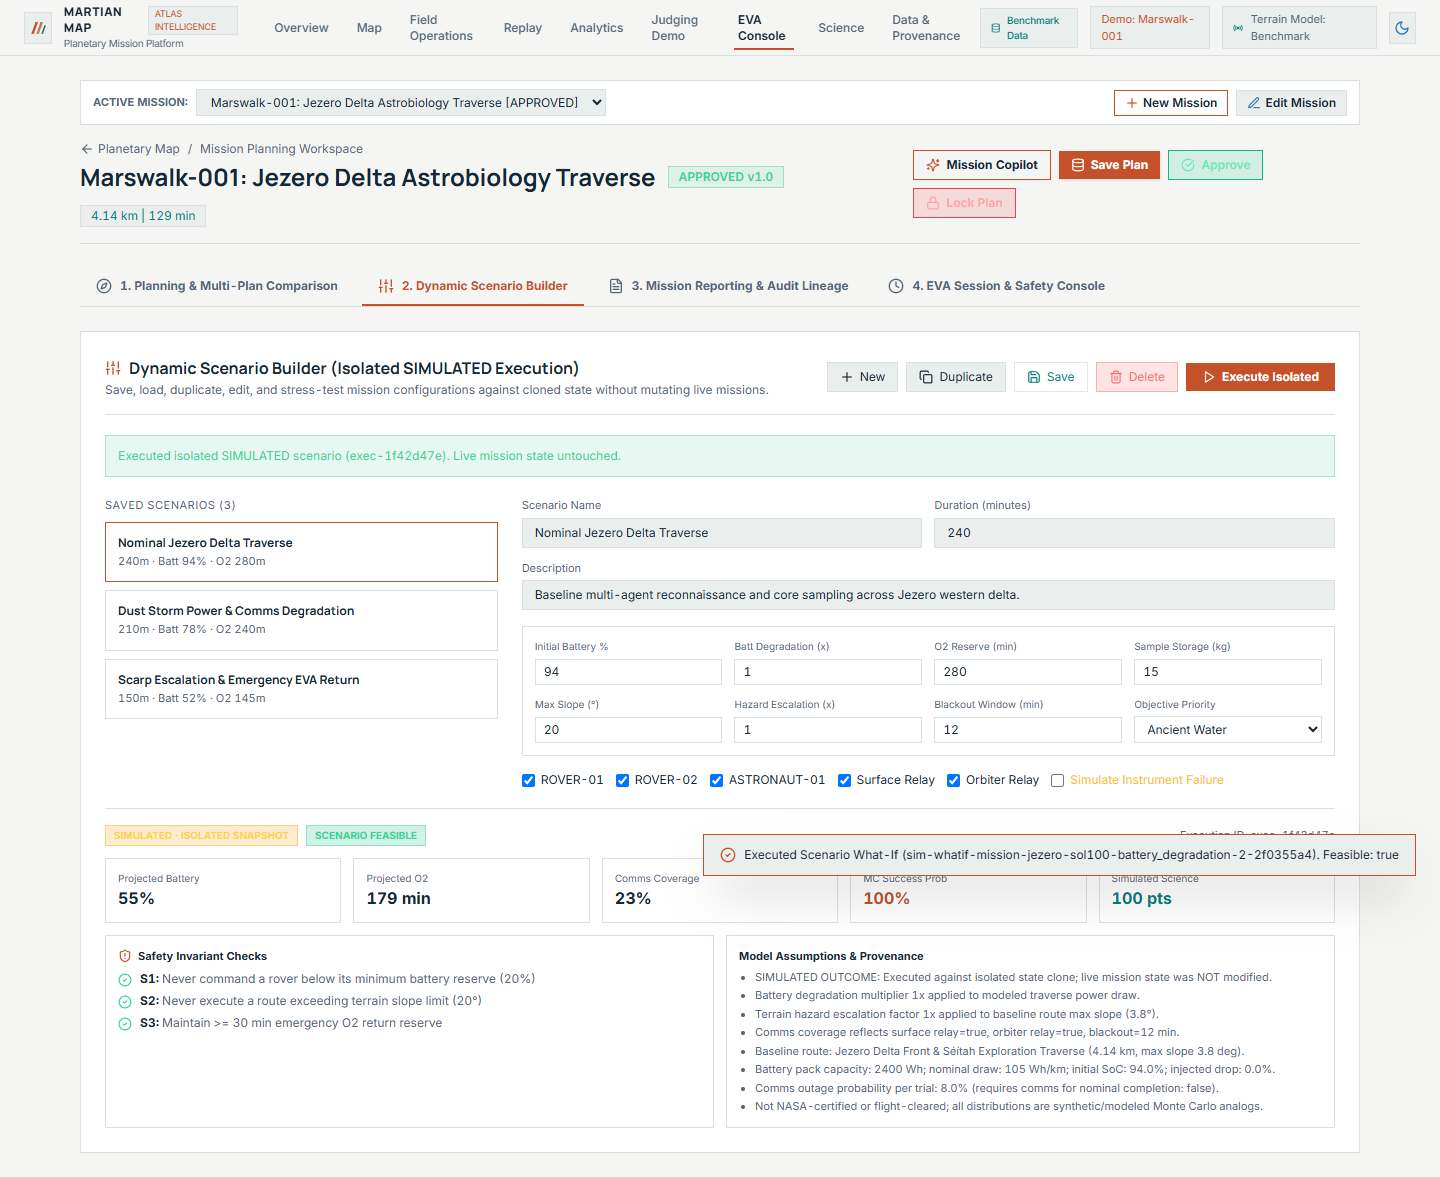 MARTIAN MAP
ATLAS INTELLIGENCE
Planetary Mission Platform
Overview
Map
Field Operations
Replay
Analytics
Judging Demo
EVA Console
Science
Data & Provenance
Benchmark Data
Demo: Marswalk-001
Terrain Model: Benchmark
ACTIVE MISSION:
Marswalk-001: Jezero Delta Astrobiology Traverse [APPROVED]
New Mission
Edit Mission
Planetary Map / Mission Planning Workspace
Marswalk-001: Jezero Delta Astrobiology Traverse
APPROVED v1.0
4.14 km | 129 min
Mission Copilot
Save Plan
Approve
Lock Plan
1. Planning & Multi-Plan Comparison
2. Dynamic Scenario Builder
3. Mission Reporting & Audit Lineage
4. EVA Session & Safety Console
Dynamic Scenario Builder (Isolated SIMULATED Execution)
Save, load, duplicate, edit, and stress-test mission configurations against cloned state without mutating live missions.
New
Duplicate
Save
Delete
Execute Isolated
Executed isolated SIMULATED scenario (exec-1f42d47e). Live mission state untouched.
SAVED SCENARIOS (3)
Nominal Jezero Delta Traverse
240m · Batt 94% · O2 280m
Dust Storm Power & Comms Degradation
210m · Batt 78% · O2 240m
Scarp Escalation & Emergency EVA Return
150m · Batt 52% · O2 145m
Scenario Name
Nominal Jezero Delta Traverse
Duration (minutes)
240
Description
Baseline multi-agent reconnaissance and core sampling across Jezero western delta.
Initial Battery %
94
Batt Degradation (x)
1
O2 Reserve (min)
280
Sample Storage (kg)
15
Max Slope (°)
20
Hazard Escalation (x)
1
Blackout Window (min)
12
Objective Priority
Ancient Water
ROVER-01
ROVER-02
ASTRONAUT-01
Surface Relay
Orbiter Relay
Simulate Instrument Failure
SIMULATED · ISOLATED SNAPSHOT
SCENARIO FEASIBLE
Execution ID: exec-1f42d47e
Executed Scenario What-If (sim-whatif-mission-jezero-sol100-battery_degradation-2-2f0355a4). Feasible: true
Projected Battery
55%
Projected O2
179 min
Comms Coverage
23%
MC Success Prob
100%
Simulated Science
100 pts
Safety Invariant Checks
S1: Never command a rover below its minimum battery reserve (20%)
S2: Never execute a route exceeding terrain slope limit (20°)
S3: Maintain >= 30 min emergency O2 return reserve
Model Assumptions & Provenance
• SIMULATED OUTCOME: Executed against isolated state clone; live mission state was NOT modified.
• Battery degradation multiplier 1x applied to modeled traverse power draw.
• Terrain hazard escalation factor 1x applied to baseline route max slope (3.8°).
• Comms coverage reflects surface relay=true, orbiter relay=true, blackout=12 min.
• Baseline route: Jezero Delta Front & Séítah Exploration Traverse (4.14 km, max slope 3.8 deg).
• Battery pack capacity: 2400 Wh; nominal draw: 105 Wh/km; initial SoC: 94.0%; injected drop: 0.0%.
• Comms outage probability per trial: 8.0% (requires comms for nominal completion: false).
• Not NASA-certified or flight-cleared; all distributions are synthetic/modeled Monte Carlo analogs.